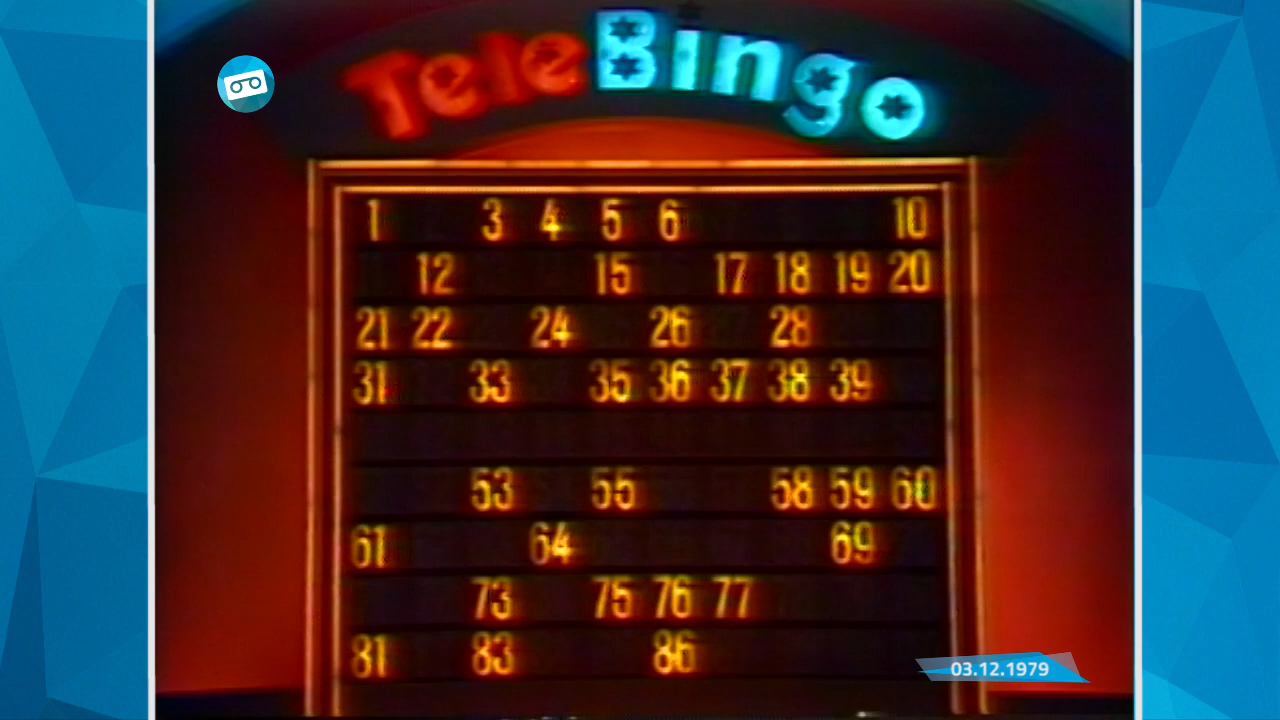 TeleBingo
1 3 4 5 6 10
12 15 17 18 19 20
21 22 24 26 28
31 33 35 36 37 38 39
53 55 58 59 60
61 64 69
73 75 76 77
81 83 86
03.12.1979